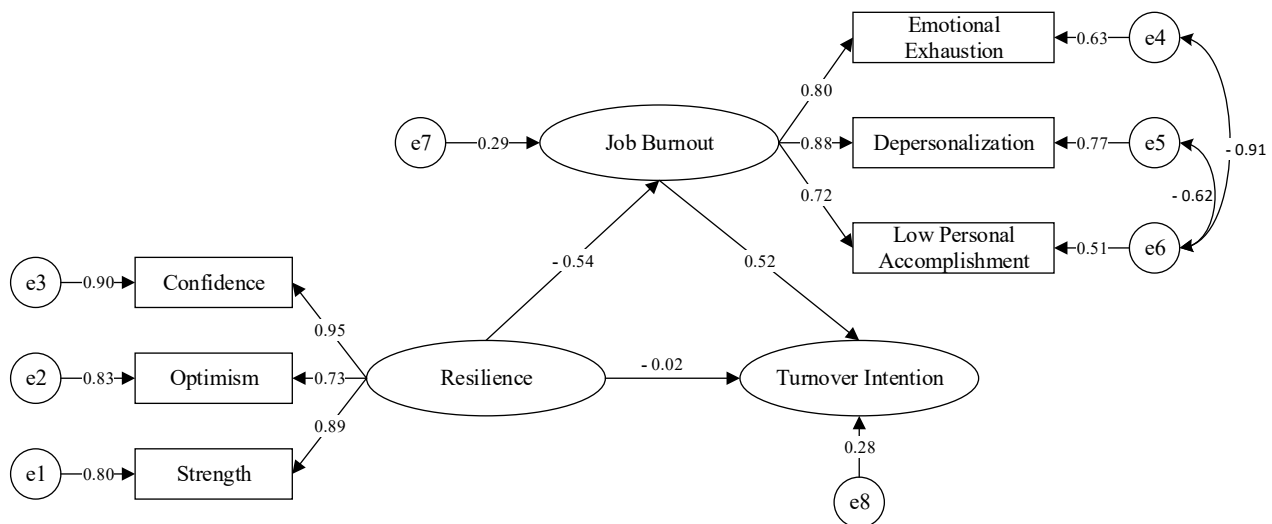 Emotional
Exhaustion
0.63
e4
0.80
e7
0.29
Job Burnout
0.88
Depersonalization
0.77
e5
- 0.91
0.72
- 0.62
Low Personal
Accomplishment
0.51
e6
- 0.54
0.52
e3
0.90
Confidence
0.95
e2
0.83
Optimism
0.73
Resilience
- 0.02
Turnover Intention
0.89
e1
0.80
Strength
0.28
e8